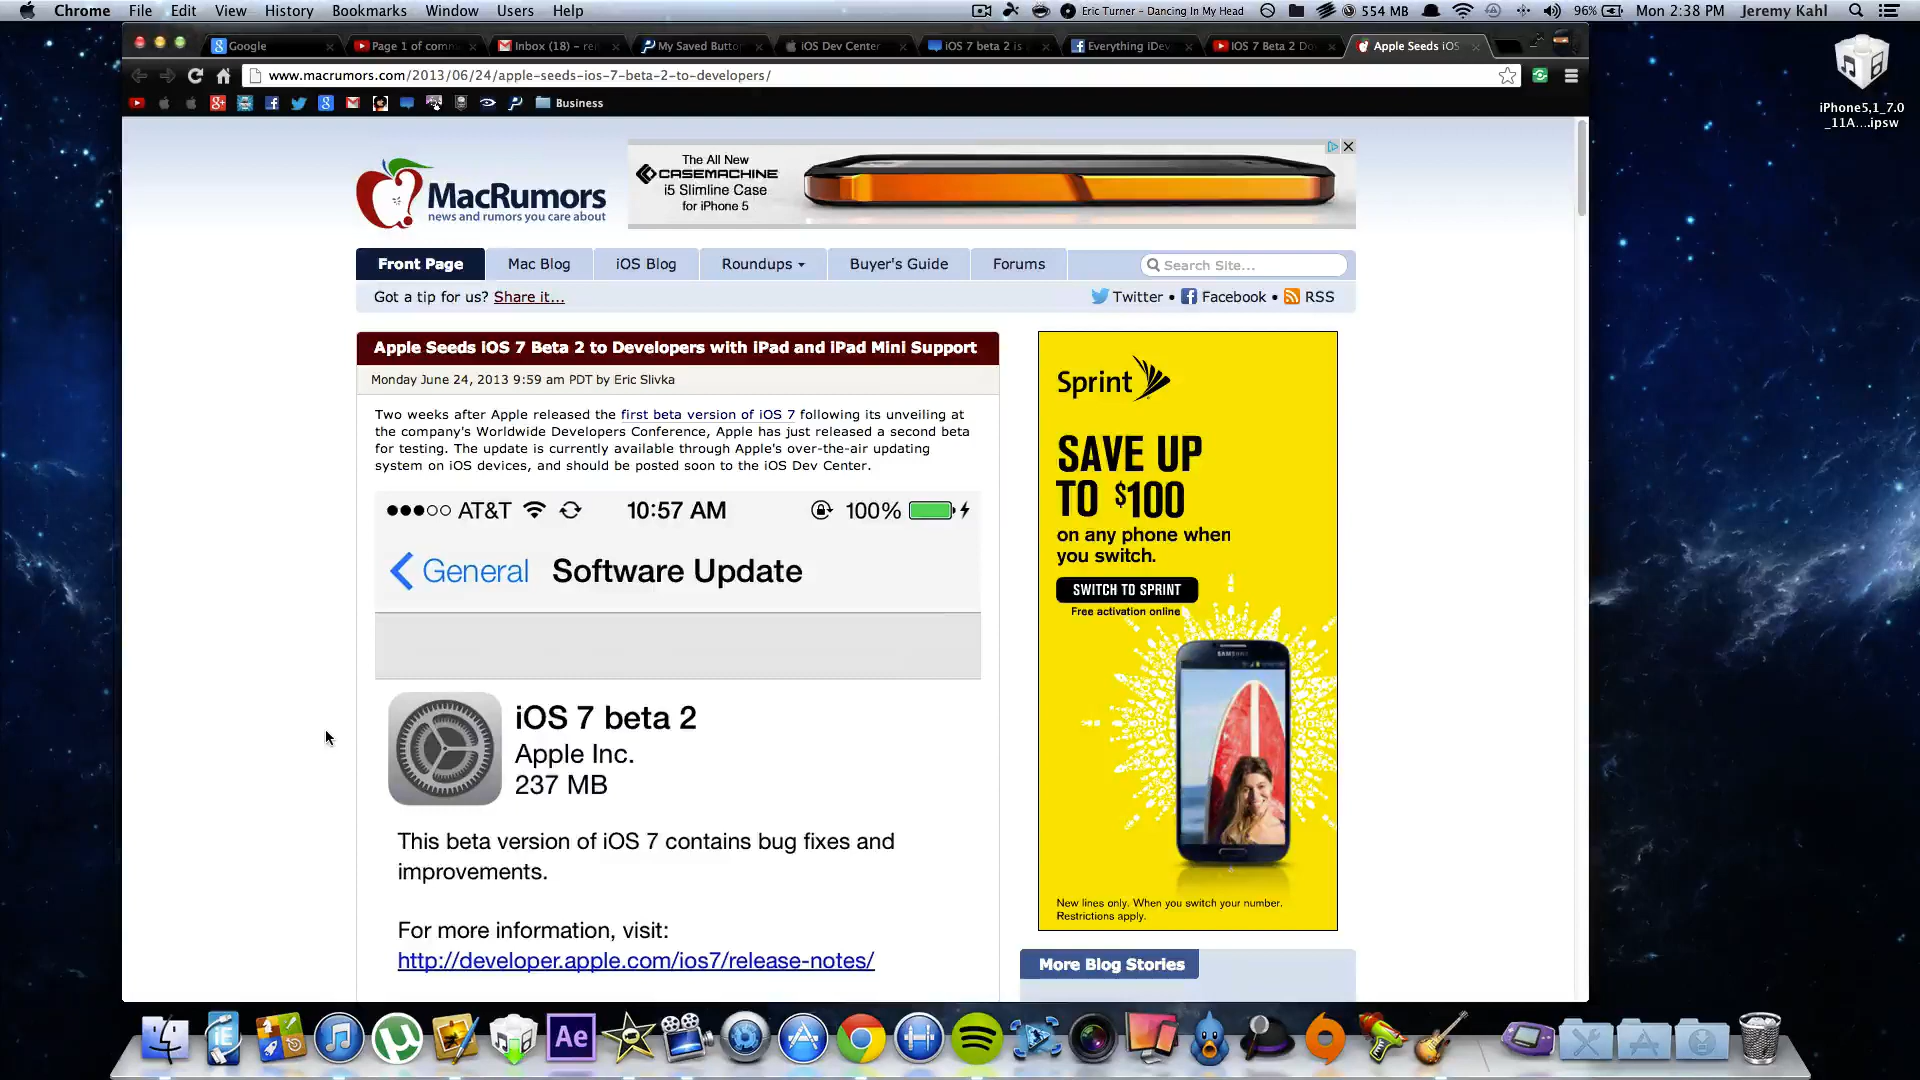 Chrome File Edit View History Bookmarks Window Users Help
Eric Turner - Dancing In My Head 554 MB 96% Mon 2:38 PM Jeremy Kahl
Google Page 1 of comm Inbox (18) – re My Saved Butto iOS Dev Center iOS 7 beta 2 is Everything iDev IOS 7 Beta 2 Do Apple Seeds iOS
www.macrumors.com/2013/06/24/apple-seeds-ios-7-beta-2-to-developers/
Business
iPhone5,1_7.0
_11A....ipsw
MacRumors
news and rumors you care about
The All New
CASEMACHINE
i5 Slimline Case
for iPhone 5
Front Page Mac Blog iOS Blog Roundups Buyer's Guide Forums Search Site...
Got a tip for us? Share it... Twitter • Facebook • RSS
Apple Seeds iOS 7 Beta 2 to Developers with iPad and iPad Mini Support
Monday June 24, 2013 9:59 am PDT by Eric Slivka
Two weeks after Apple released the first beta version of iOS 7 following its unveiling at
the company's Worldwide Developers Conference, Apple has just released a second beta
for testing. The update is currently available through Apple's over-the-air updating
system on iOS devices, and should be posted soon to the iOS Dev Center.
AT&T 10:57 AM 100%
General Software Update
iOS 7 beta 2
Apple Inc.
237 MB
This beta version of iOS 7 contains bug fixes and
improvements.
For more information, visit:
http://developer.apple.com/ios7/release-notes/
Sprint
SAVE UP
TO $100
on any phone when
you switch.
SWITCH TO SPRINT
Free activation online
SAMSUNG
New lines only. When you switch your number.
Restrictions apply.
More Blog Stories
iE
Ae